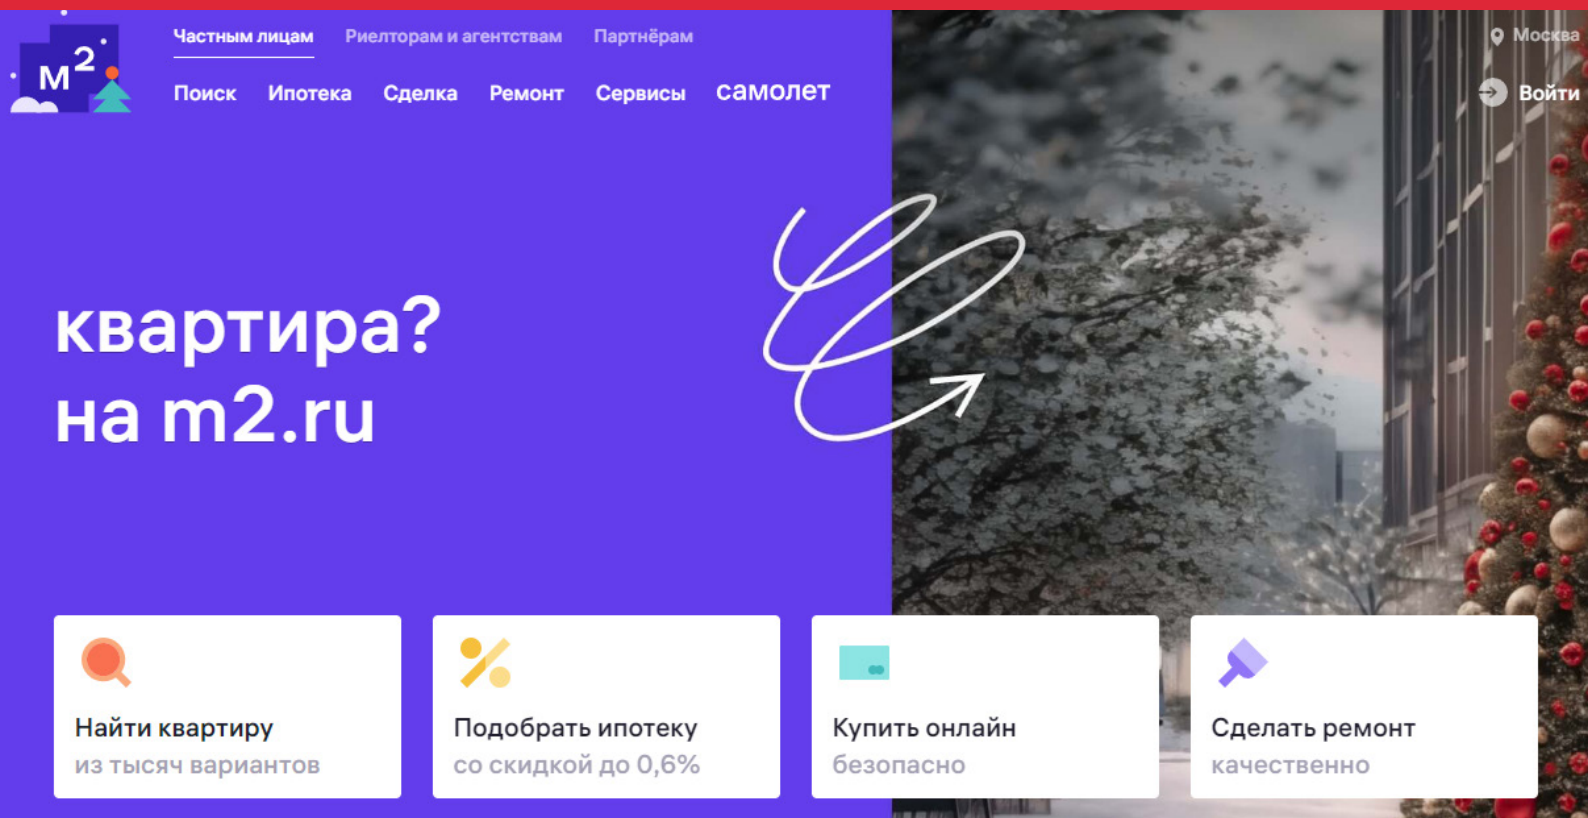 м²
Частным лицам
Риелторам и агентствам
Партнёрам
Москва
Поиск
Ипотека
Сделка
Ремонт
Сервисы
самолет
Войти
квартира?
на m2.ru
Найти квартиру
из тысяч вариантов
Подобрать ипотеку
со скидкой до 0,6%
Купить онлайн
безопасно
Сделать ремонт
качественно